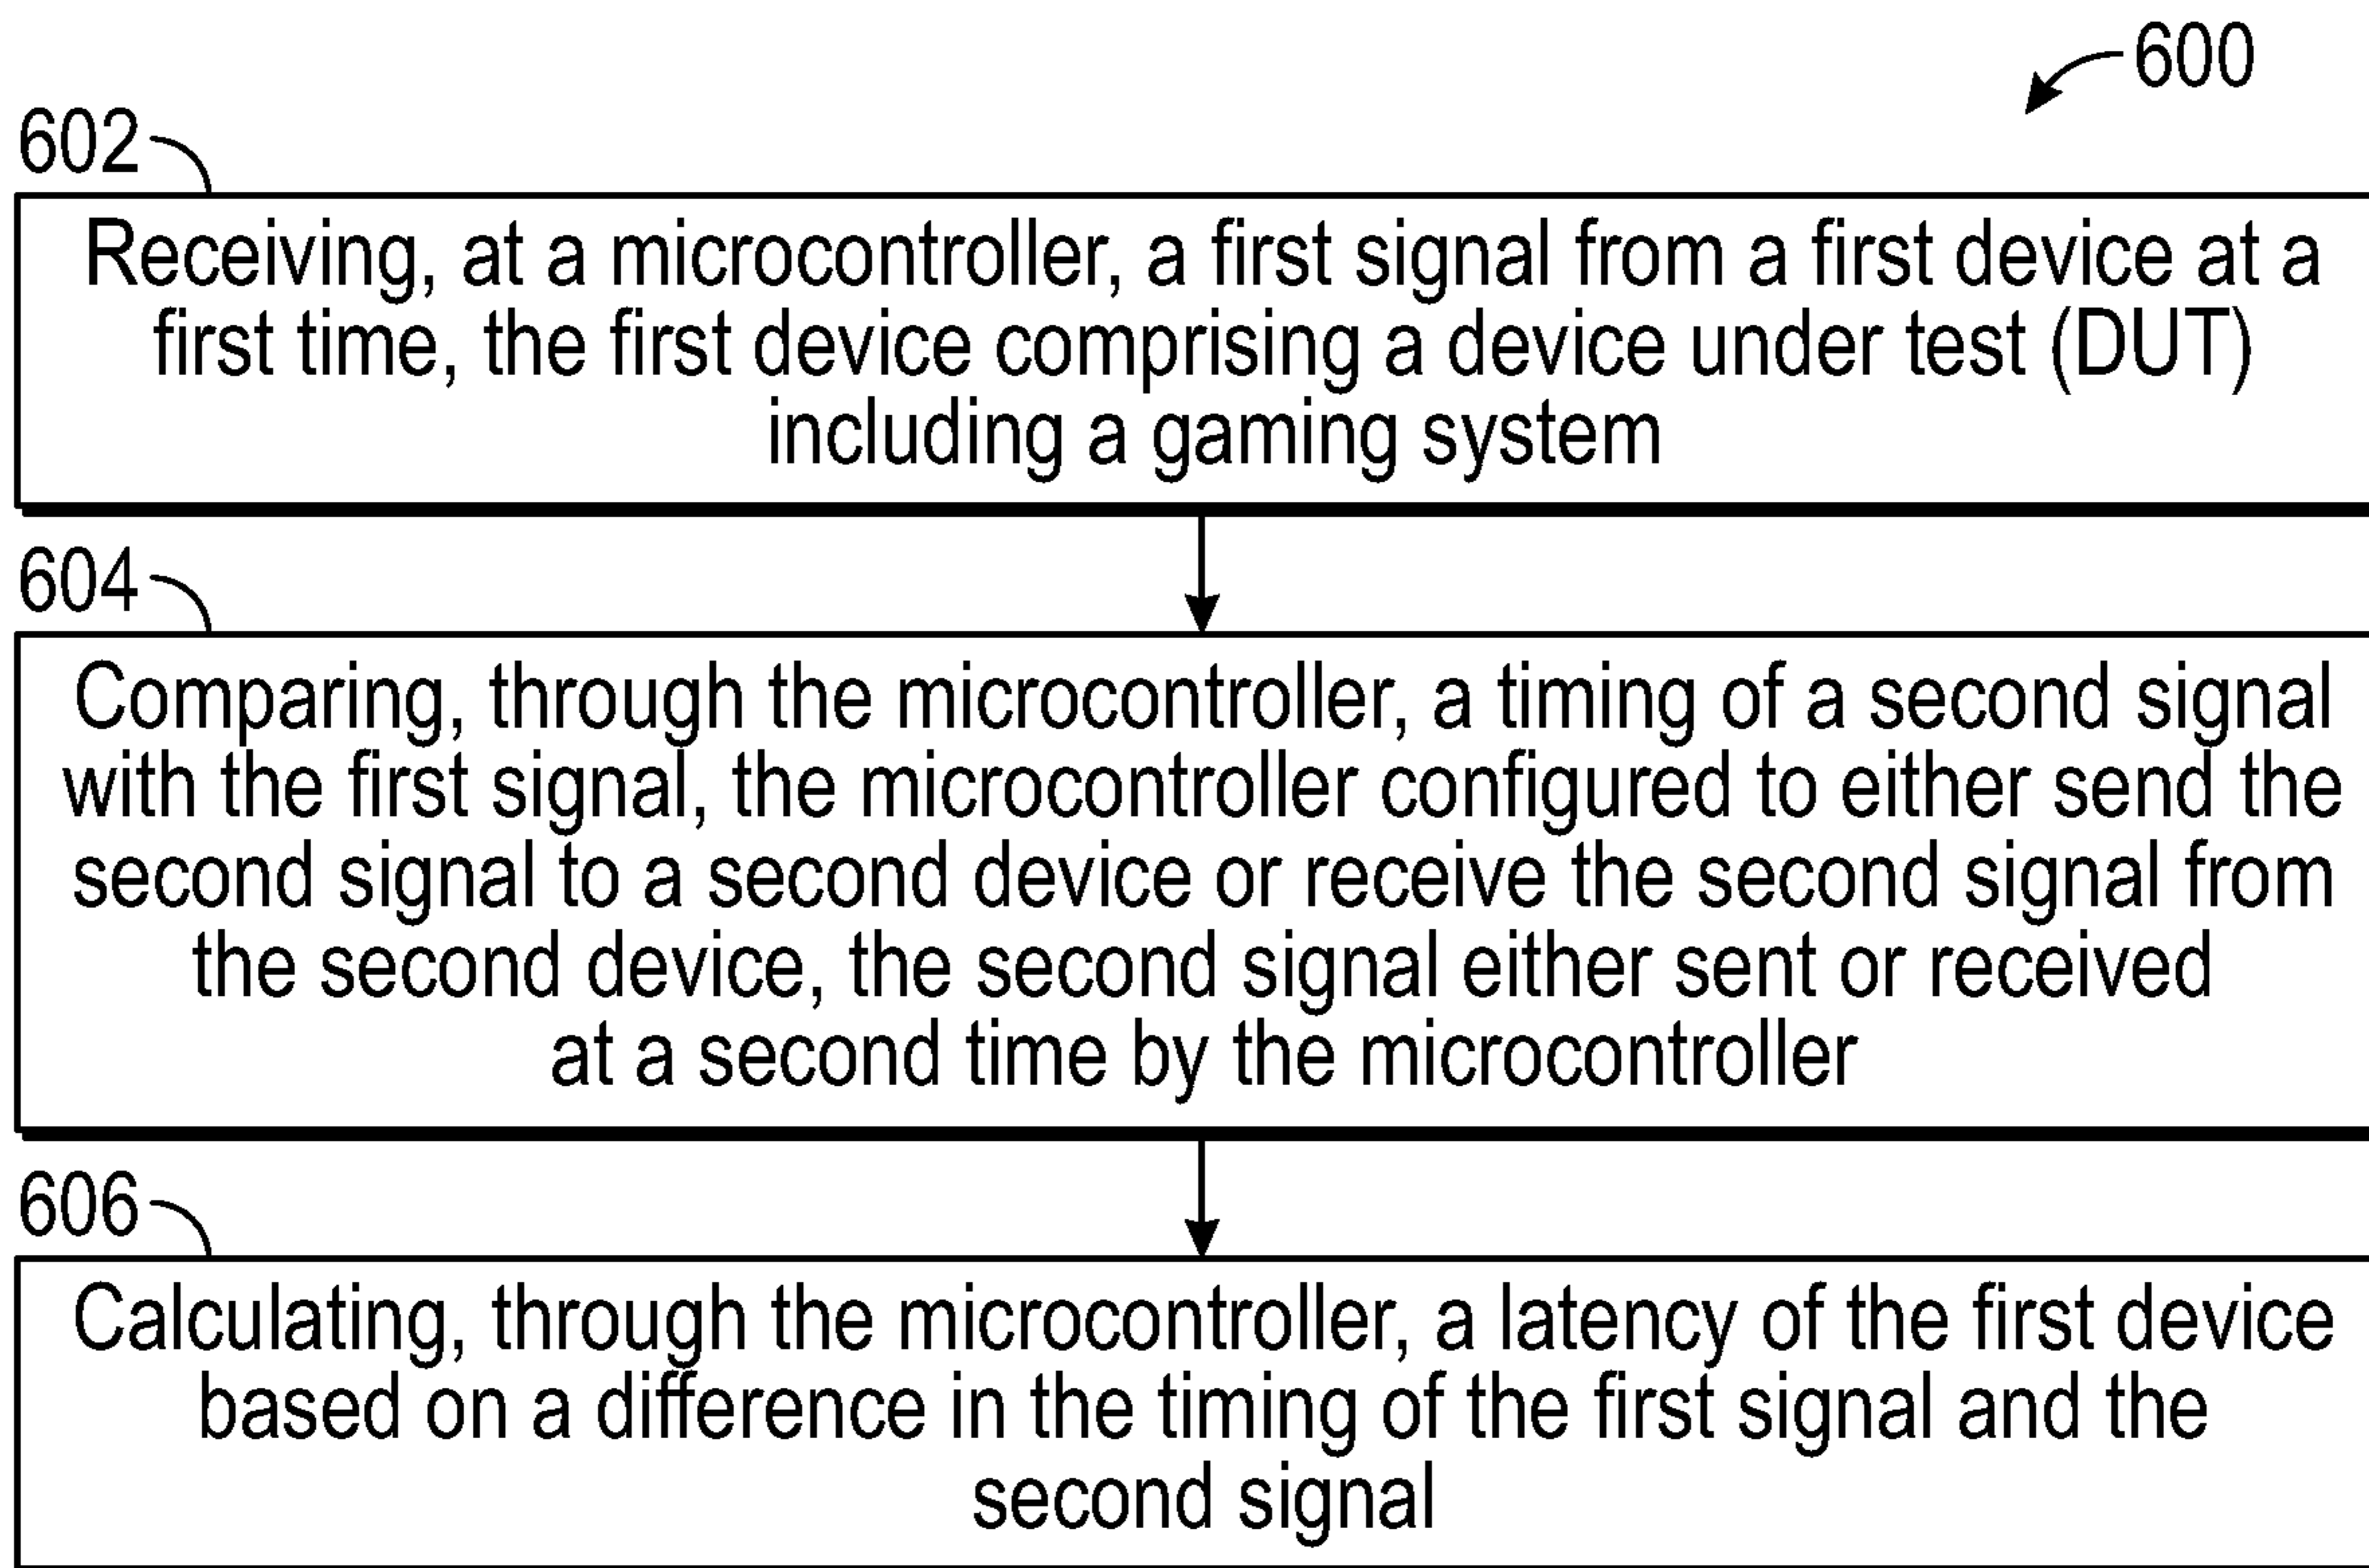 600
602
Receiving, at a microcontroller, a first signal from a first device at a
first time, the first device comprising a device under test (DUT)
including a gaming system
604
Comparing, through the microcontroller, a timing of a second signal
with the first signal, the microcontroller configured to either send the
second signal to a second device or receive the second signal from
the second device, the second signal either sent or received
at a second time by the microcontroller
606
Calculating, through the microcontroller, a latency of the first device
based on a difference in the timing of the first signal and the
second signal